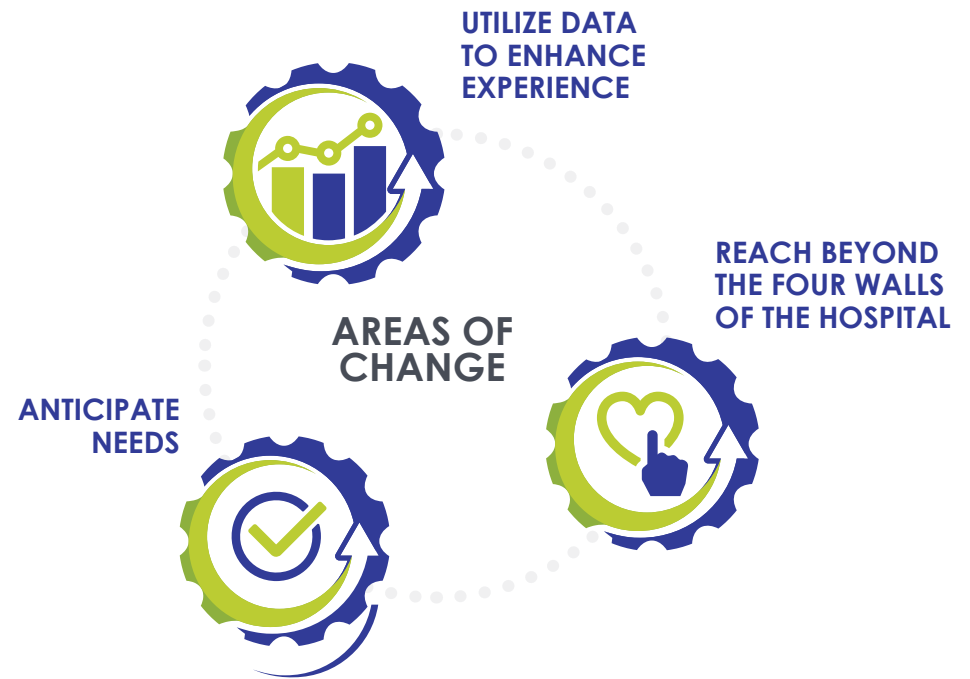 UTILIZE DATA
TO ENHANCE
EXPERIENCE
REACH BEYOND
THE FOUR WALLS
OF THE HOSPITAL
AREAS OF
CHANGE
ANTICIPATE
NEEDS